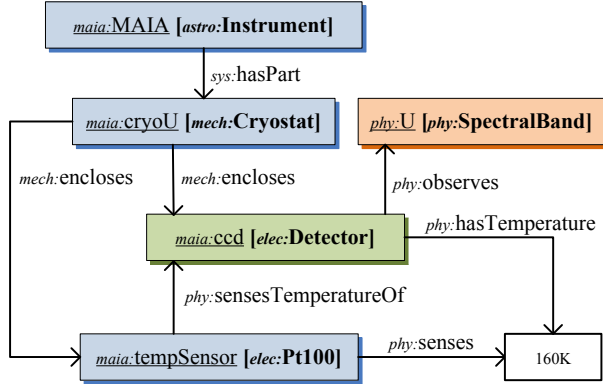 maia:MAIA [astro:Instrument]
sys:hasPart
maia:cryoU [mech:Cryostat]
phy:U [phy:SpectralBand]
mech:encloses
mech:encloses
phy:observes
maia:ccd [elec:Detector]
phy:hasTemperature
phy:sensesTemperatureOf
maia:tempSensor [elec:Pt100]
phy:senses
160K